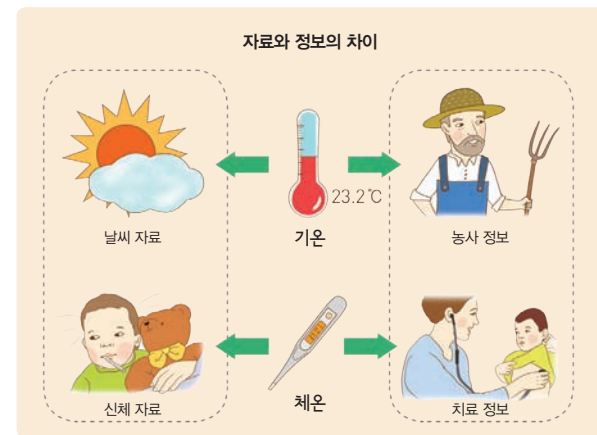 자료와 정보의 차이
23.2℃
날씨 자료
기온
농사 정보
신체 자료
체온
치료 정보